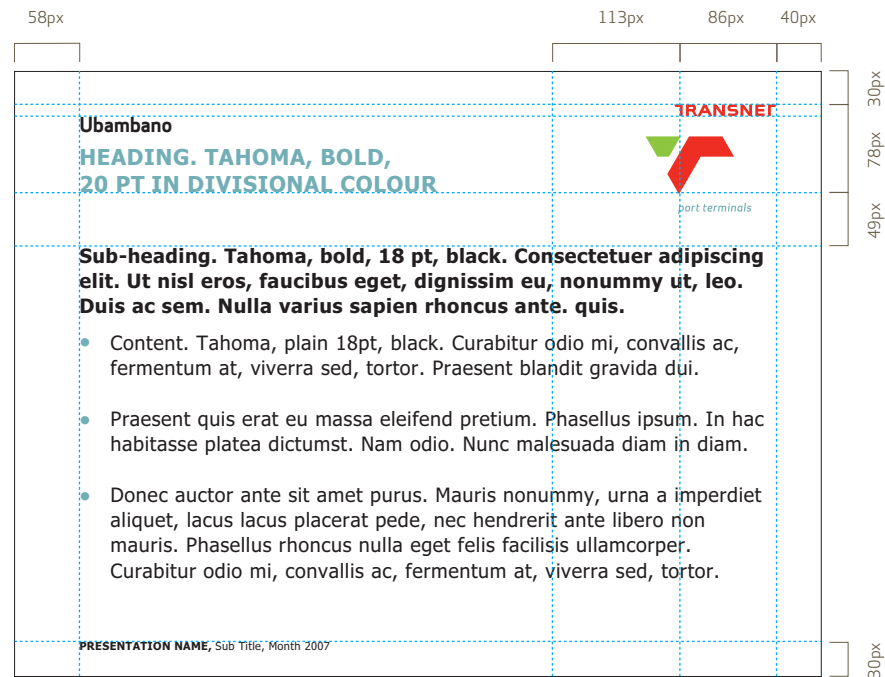 58px
113px
86px
40px
30px
TRANSNET
Ubambano
HEADING. TAHOMA, BOLD,
20 PT IN DIVISIONAL COLOUR
78px
port terminals
49px
Sub-heading. Tahoma, bold, 18 pt, black. Consectetuer adipiscing
elit. Ut nisl eros, faucibus eget, dignissim eu, nonummy ut, leo.
Duis ac sem. Nulla varius sapien rhoncus ante. quis.
• Content. Tahoma, plain 18pt, black. Curabitur odio mi, convallis ac,
fermentum at, viverra sed, tortor. Praesent blandit gravida dui.
• Praesent quis erat eu massa eleifend pretium. Phasellus ipsum. In hac
habitasse platea dictumst. Nam odio. Nunc malesuada diam in diam.
• Donec auctor ante sit amet purus. Mauris nonummy, urna a imperdiet
aliquet, lacus lacus placerat pede, nec hendrerit ante libero non
mauris. Phasellus rhoncus nulla eget felis facilisis ullamcorper.
Curabitur odio mi, convallis ac, fermentum at, viverra sed, tortor.
PRESENTATION NAME, Sub Title, Month 2007
30px